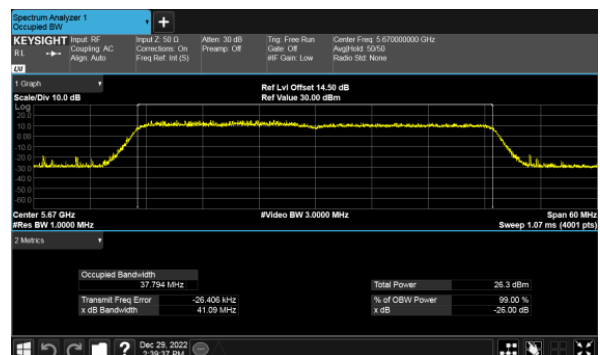 Spectrum Analyzer 1
Occupied BW
KEYSIGHT Input: RF Input Z: 50 Ω Atten: 30 dB Trig: Free Run Center Freq: 5.670000000 GHz
R L Coupling: AC Corrections: On Preamp: Off Gate: Off Avg|Hold: 50/50
Align: Auto Freq Ref: Int (S) #IF Gain: Low Radio Std: None
LXI
1 Graph
Ref Lvl Offset 14.50 dB
Scale/Div 10.0 dB Ref Value 30.00 dBm
Log
20.0
10.0
0.00
-10.0
-20.0
-30.0
-40.0
-50.0
-60.0
Center 5.67 GHz #Video BW 3.0000 MHz Span 60 MHz
#Res BW 1.0000 MHz Sweep 1.07 ms (4001 pts)
2 Metrics
Occupied Bandwidth
37.794 MHz Total Power 26.3 dBm
Transmit Freq Error -26.406 kHz % of OBW Power 99.00 %
x dB Bandwidth 41.09 MHz x dB -26.00 dB
? Dec 29, 2022
2:39:37 PM